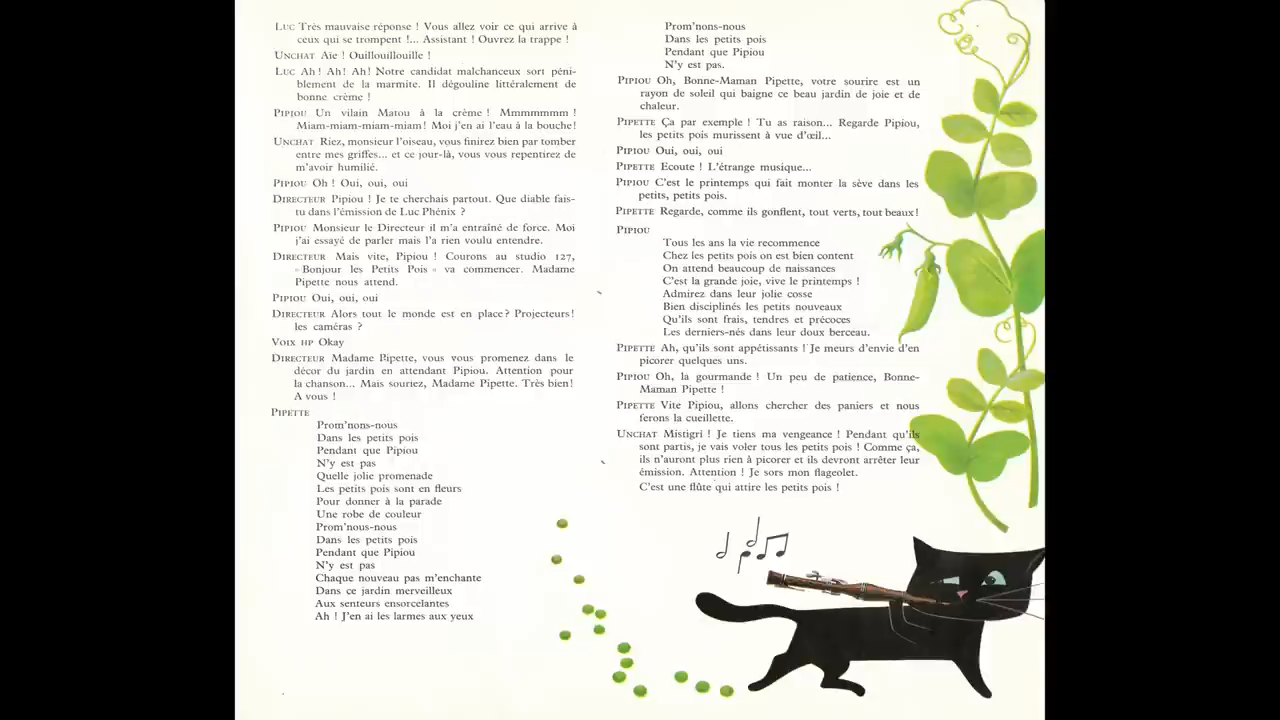 LUC Très mauvaise réponse ! Vous allez voir ce qui arrive à
ceux qui se trompent !... Assistant ! Ouvrez la trappe !
UNCHAT Aïe ! Ouillouillouille !
LUC Ah ! Ah ! Ah ! Notre candidat malchanceux sort péni-
blement de la marmite. Il dégouline littéralement de
bonne crème !
PIPIOU Un vilain Matou à la crème ! Mmmmmmm !
Miam-miam-miam-miam ! Moi j'en ai l'eau à la bouche !
UNCHAT Riez, monsieur l'oiseau, vous finirez bien par tomber
entre mes griffes... et ce jour-là, vous vous repentirez de
m'avoir humilié.
PIPIOU Oh ! Oui, oui, oui
DIRECTEUR Pipiou ! Je te cherchais partout. Que diable fais-
tu dans l'émission de Luc Phénix ?
PIPIOU Monsieur le Directeur il m'a entraîné de force. Moi
j'ai essayé de parler mais l'a rien voulu entendre.
DIRECTEUR Mais vite, Pipiou ! Courons au studio 127,
« Bonjour les Petits Pois » va commencer. Madame
Pipette nous attend.
PIPIOU Oui, oui, oui
DIRECTEUR Alors tout le monde est en place ? Projecteurs !
les caméras ?
VOIX HP Okay
DIRECTEUR Madame Pipette, vous vous promenez dans le
décor du jardin en attendant Pipiou. Attention pour
la chanson... Mais souriez, Madame Pipette. Très bien !
A vous !
PIPETTE
Prom'nons-nous
Dans les petits pois
Pendant que Pipiou
N'y est pas
Quelle jolie promenade
Les petits pois sont en fleurs
Pour donner à la parade
Une robe de couleur
Prom'nous-nous
Dans les petits pois
Pendant que Pipiou
N'y est pas
Chaque nouveau pas m'enchante
Dans ce jardin merveilleux
Aux senteurs ensorcelantes
Ah ! J'en ai les larmes aux yeux
Prom'nons-nous
Dans les petits pois
Pendant que Pipiou
N'y est pas.
PIPIOU Oh, Bonne-Maman Pipette, votre sourire est un
rayon de soleil qui baigne ce beau jardin de joie et de
chaleur.
PIPETTE Ça par exemple ! Tu as raison... Regarde Pipiou,
les petits pois murissent à vue d'œil...
PIPIOU Oui, oui, oui
PIPETTE Ecoute ! L'étrange musique...
PIPIOU C'est le printemps qui fait monter la sève dans les
petits, petits pois.
PIPETTE Regarde, comme ils gonflent, tout verts, tout beaux !
PIPIOU
Tous les ans la vie recommence
Chez les petits pois on est bien content
On attend beaucoup de naissances
C'est la grande joie, vive le printemps !
Admirez dans leur jolie cosse
Bien disciplinés les petits nouveaux
Qu'ils sont frais, tendres et précoces
Les derniers-nés dans leur doux berceau.
PIPETTE Ah, qu'ils sont appétissants ! Je meurs d'envie d'en
picorer quelques uns.
PIPIOU Oh, la gourmande ! Un peu de patience, Bonne-
Maman Pipette !
PIPETTE Vite Pipiou, allons chercher des paniers et nous
ferons la cueillette.
UNCHAT Mistigri ! Je tiens ma vengeance ! Pendant qu'ils
sont partis, je vais voler tous les petits pois ! Comme ça,
ils n'auront plus rien à picorer et ils devront arrêter leur
émission. Attention ! Je sors mon flageolet.
C'est une flûte qui attire les petits pois !